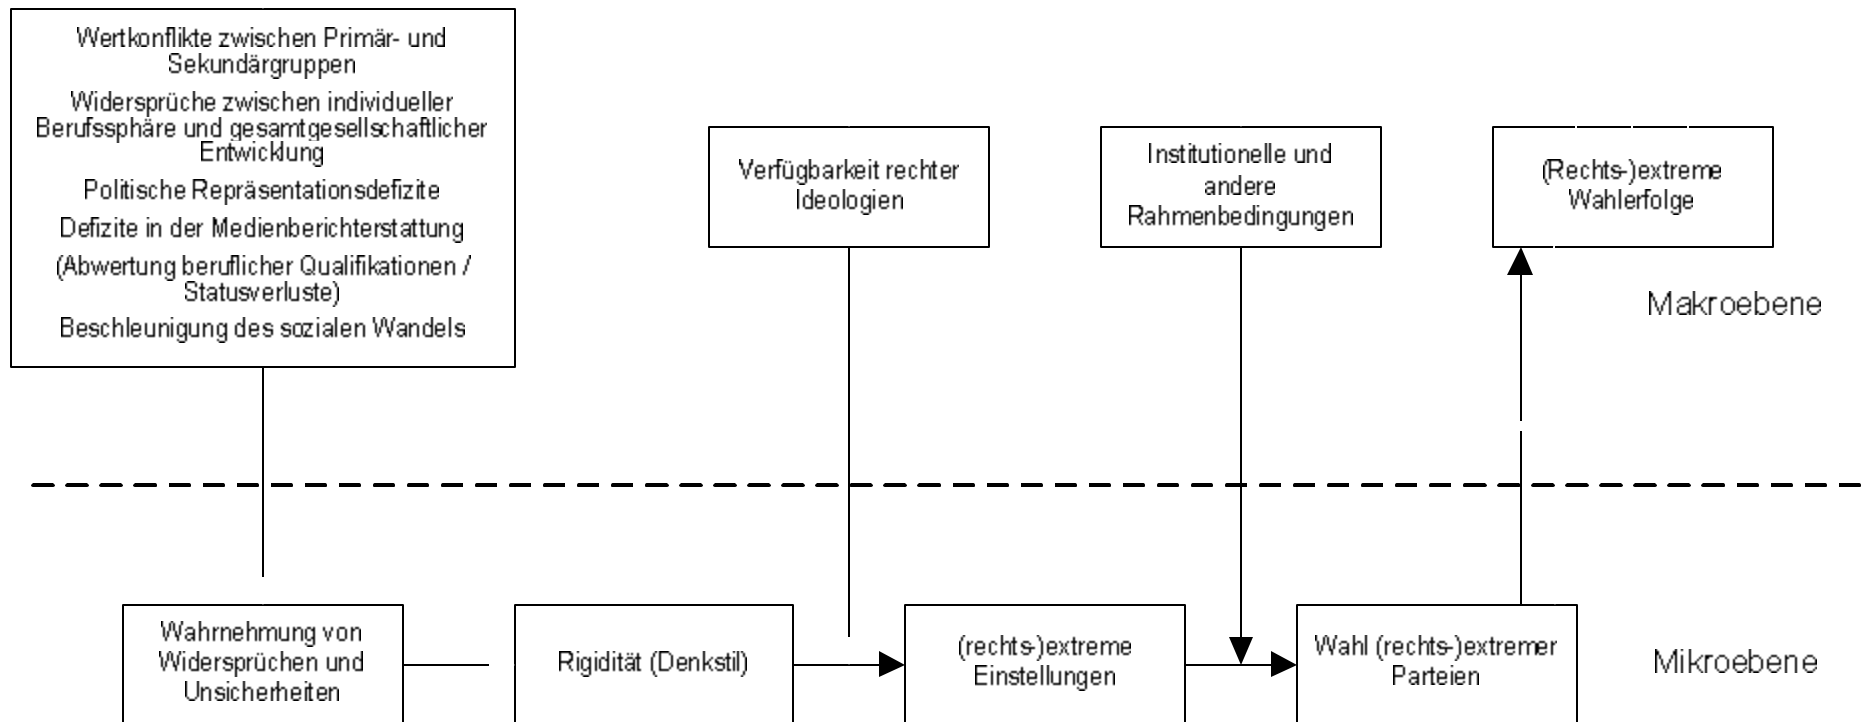 Wertkonflikte zwischen Primär- und
Sekundärgruppen
Widersprüche zwischen individueller
Berufssphäre und gesamtgesellschaftlicher
Entwicklung
Politische Repräsentationsdefizite
Defizite in der Medienberichterstattung
(Abwertung beruflicher Qualifikationen /
Statusverluste)
Beschleunigung des sozialen Wandels
Verfügbarkeit rechter
Ideologien
Institutionelle und
andere
Rahmenbedingungen
(Rechts-)extreme
Wahlerfolge
Makroebene
Wahrnehmung von
Widersprüchen und
Unsicherheiten
Rigidität (Denkstil)
(rechts-)extreme
Einstellungen
Wahl (rechts-)extremer
Parteien
Mikroebene